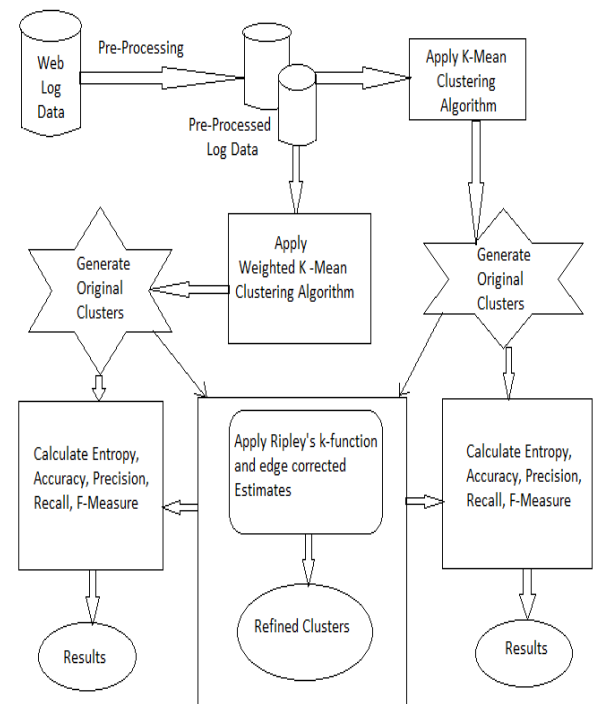 Web
Log
Data
Pre-Processing
Pre-Processed
Log Data
Apply K-Mean
Clustering
Algorithm
Generate
Original
Clusters
Apply
Weighted K -Mean
Clustering Algorithm
Generate
Original
Clusters
Calculate Entropy,
Accuracy, Precision,
Recall, F-Measure
Apply Ripley's k-function
and edge corrected
Estimates
Calculate Entropy,
Accuracy, Precision,
Recall, F-Measure
Results
Refined Clusters
Results